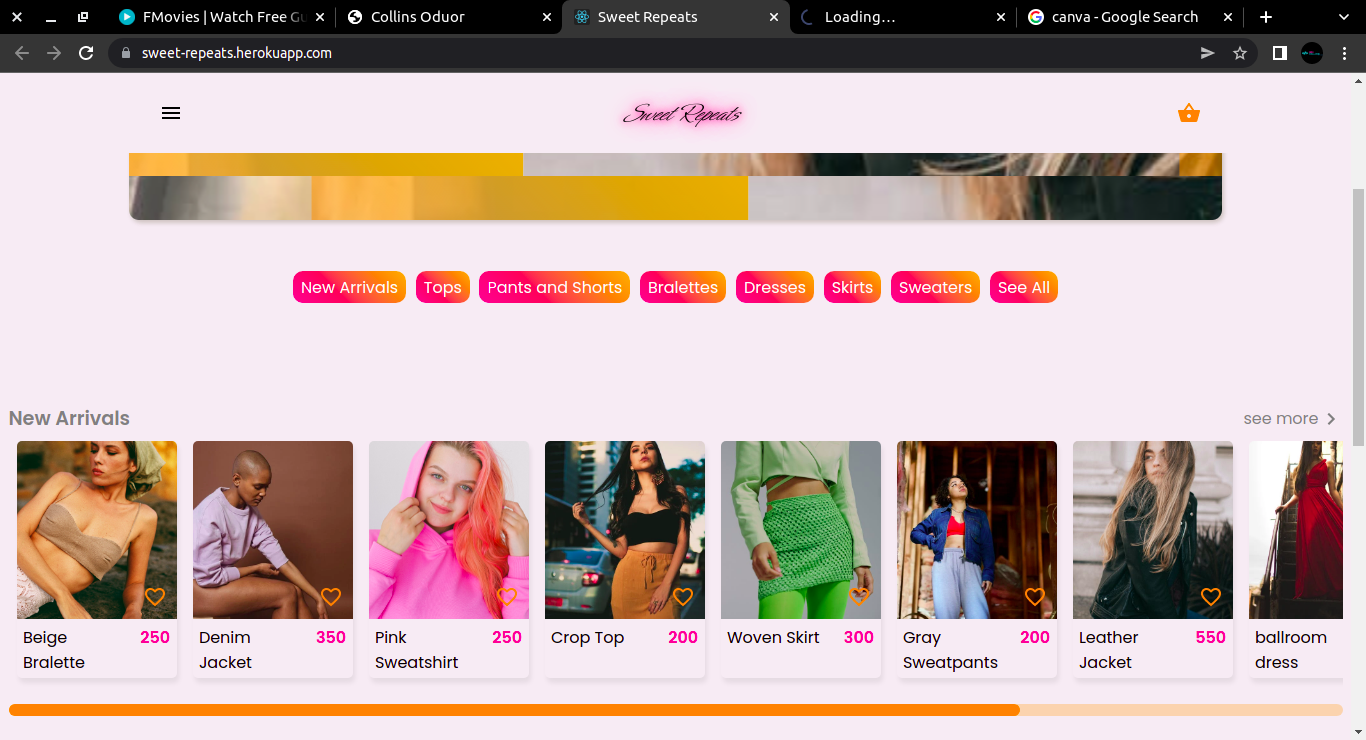 FMovies | Watch Free Gu
Collins Oduor
Sweet Repeats
Loading…
canva - Google Search
sweet-repeats.herokuapp.com
Sweet Repeats
New Arrivals
Tops
Pants and Shorts
Bralettes
Dresses
Skirts
Sweaters
See All
New Arrivals
see more
Beige 250
Bralette
Denim 350
Jacket
Pink 250
Sweatshirt
Crop Top 200
Woven Skirt 300
Gray 200
Sweatpants
Leather 550
Jacket
ballroom
dress